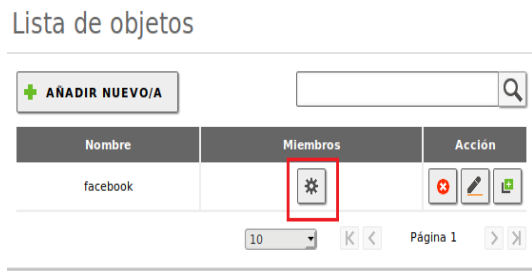 Lista de objetos
AÑADIR NUEVO/A
Nombre Miembros Acción
facebook
10 Página 1